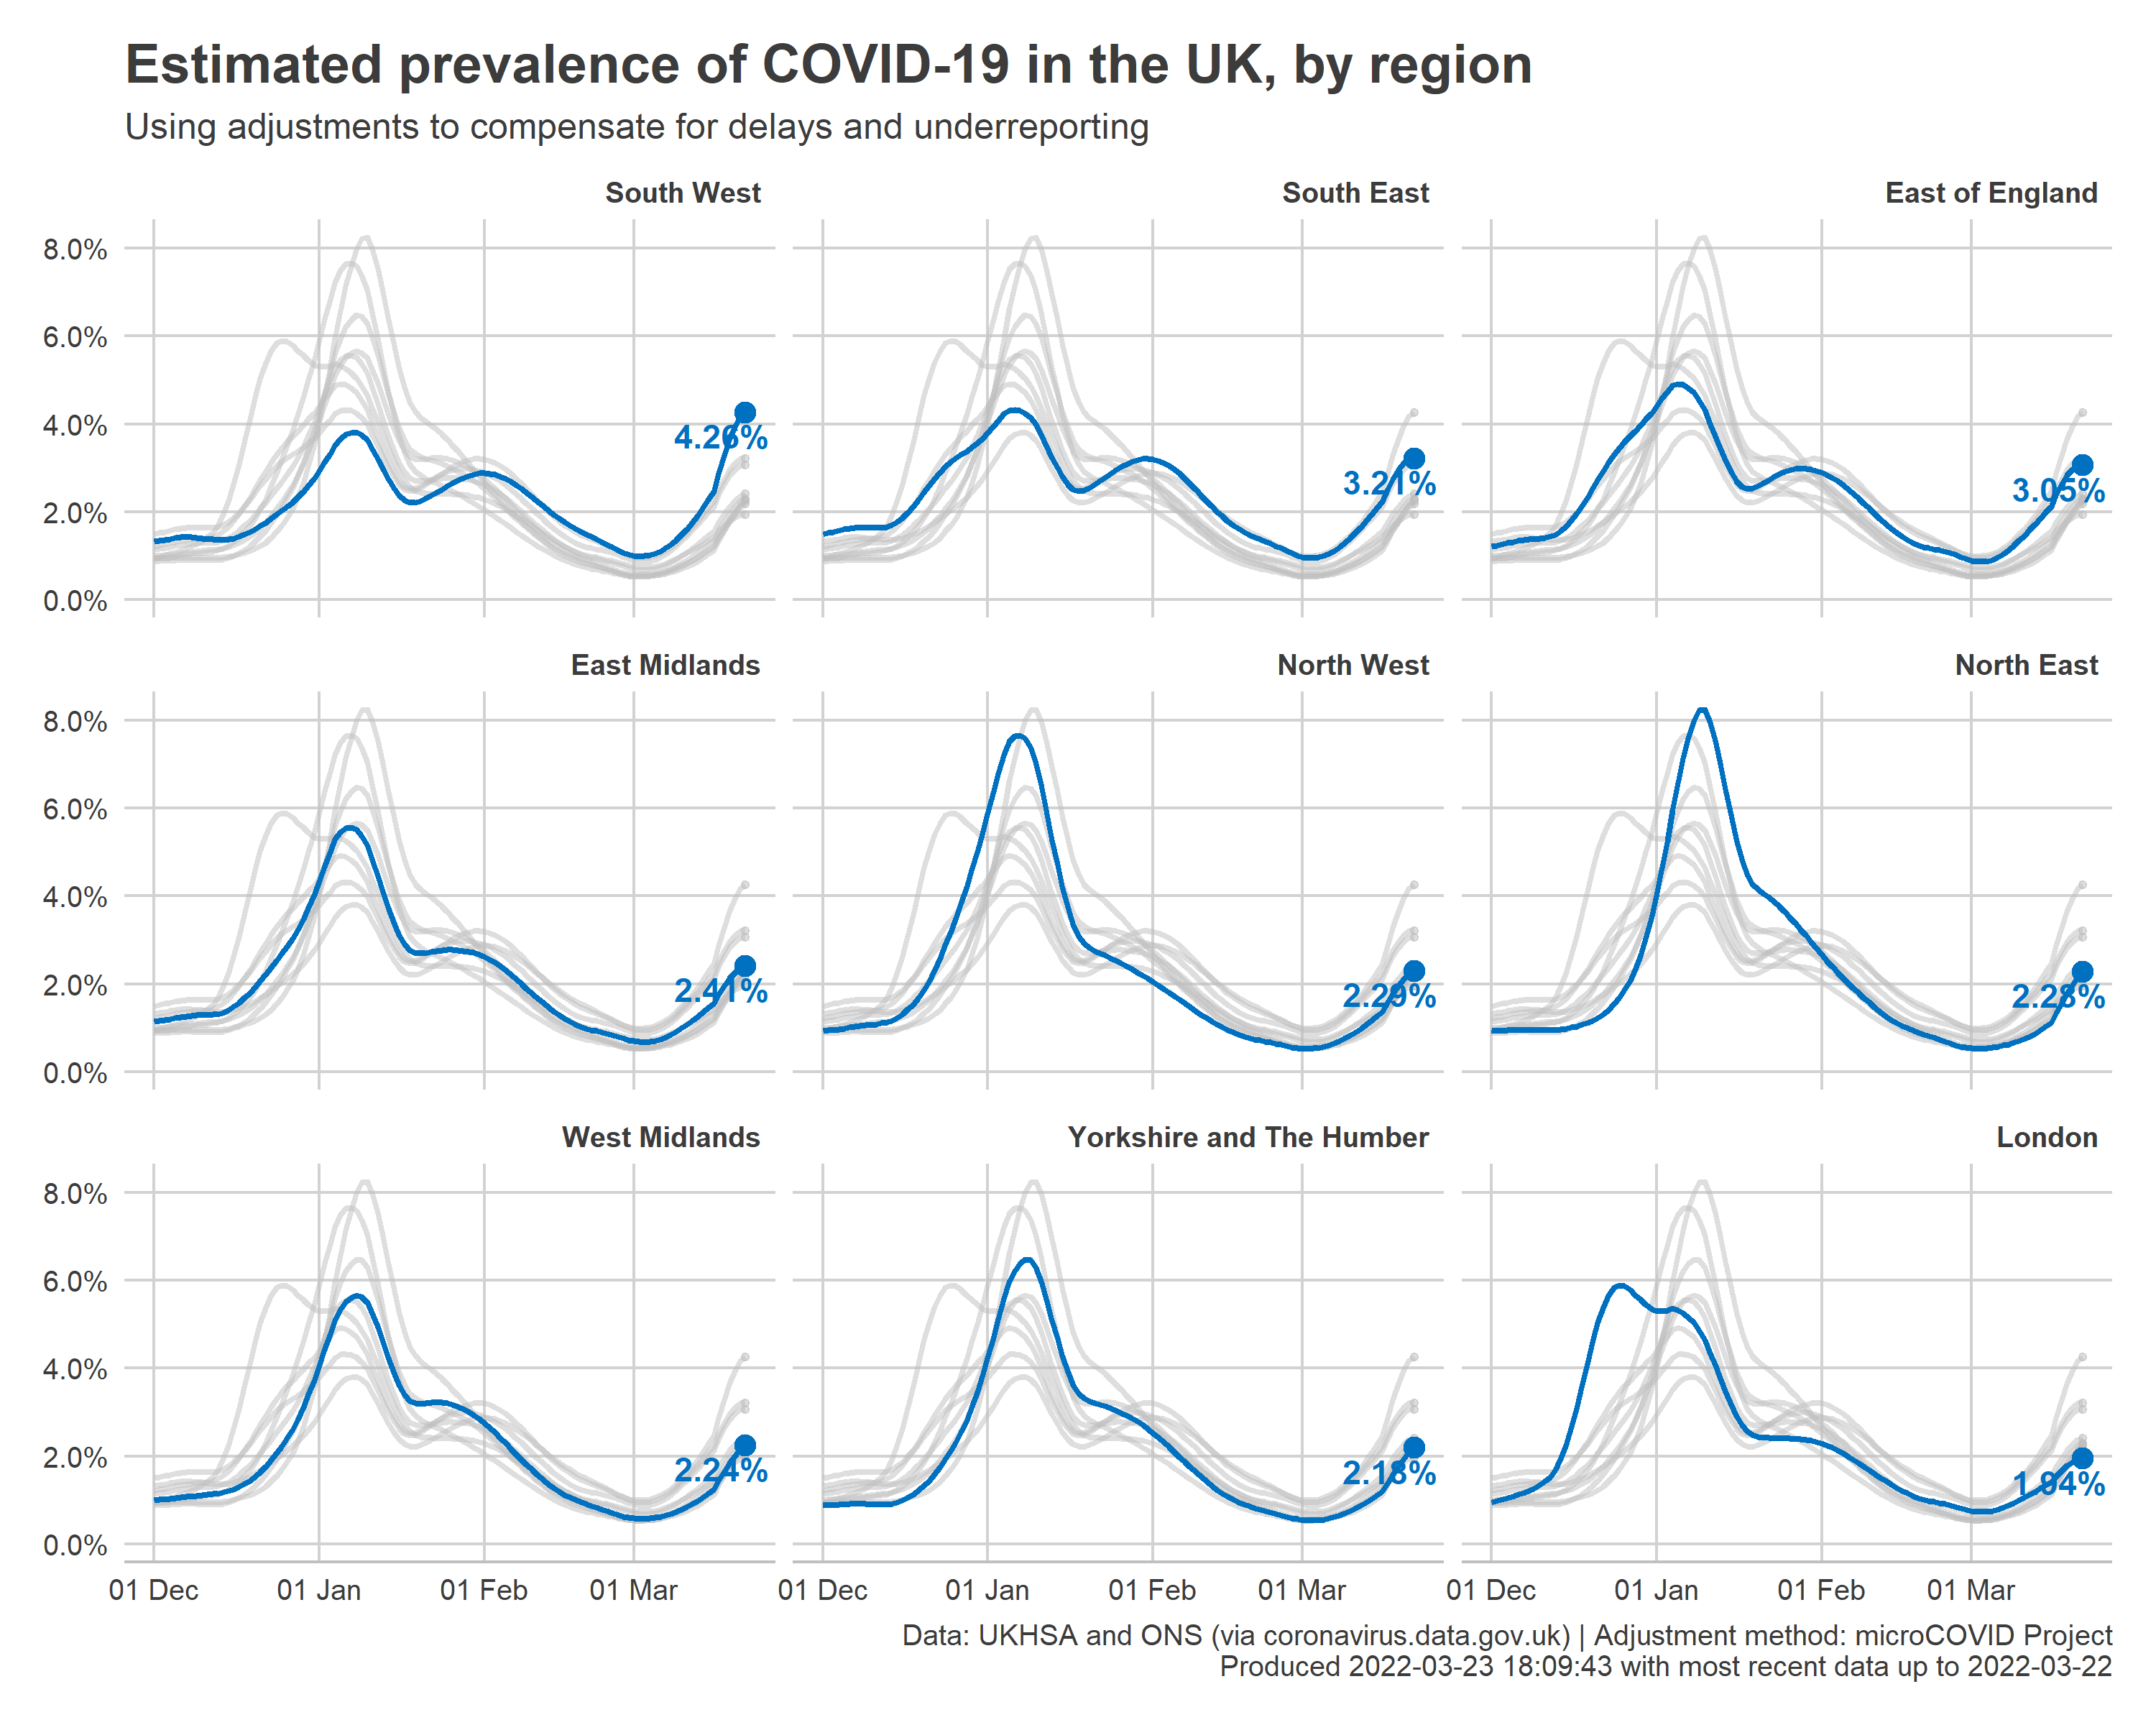 Estimated prevalence of COVID-19 in the UK, by region
Using adjustments to compensate for delays and underreporting
South West
South East
East of England
8.0%
6.0%
4.0%
2.0%
0.0%
4.26%
3.21%
3.05%
East Midlands
North West
North East
8.0%
6.0%
4.0%
2.0%
0.0%
2.41%
2.29%
2.28%
West Midlands
Yorkshire and The Humber
London
8.0%
6.0%
4.0%
2.0%
0.0%
2.24%
2.18%
1.94%
01 Dec 01 Jan 01 Feb 01 Mar 01 Dec 01 Jan 01 Feb 01 Mar 01 Dec 01 Jan 01 Feb 01 Mar
Data: UKHSA and ONS (via coronavirus.data.gov.uk) | Adjustment method: microCOVID Project
Produced 2022-03-23 18:09:43 with most recent data up to 2022-03-22